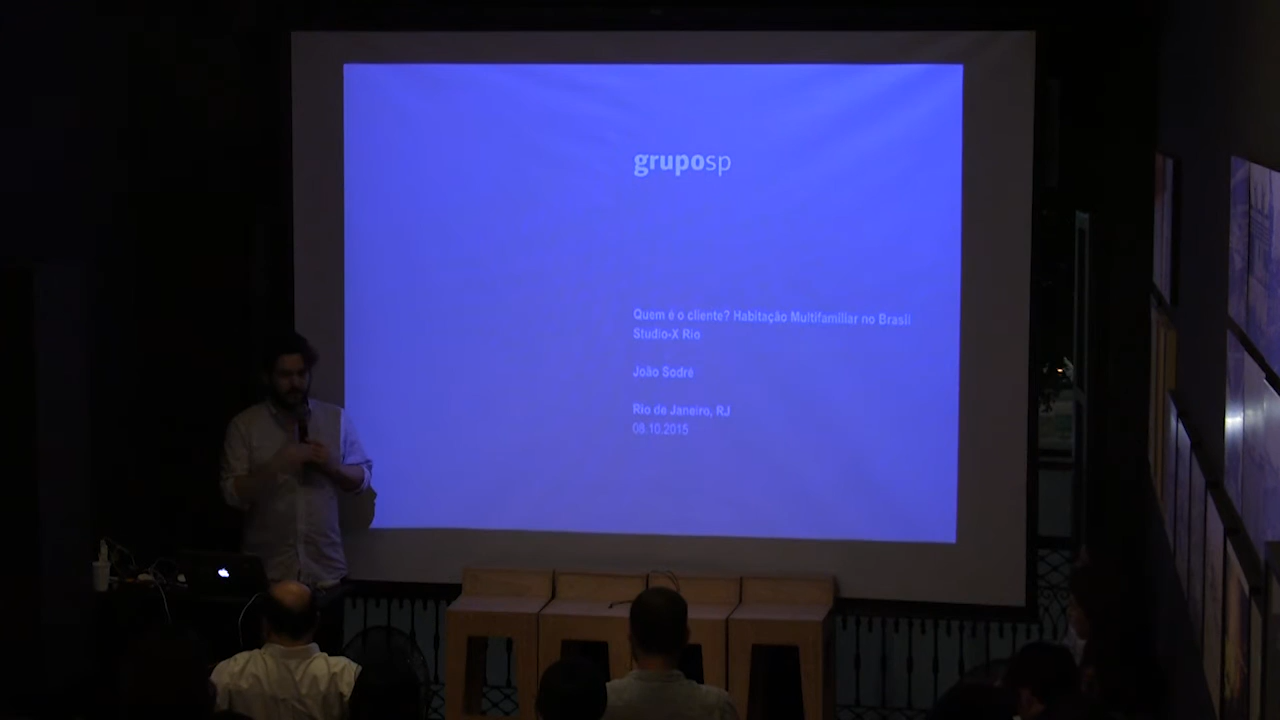 gruposp
Quem é o cliente? Habitação Multifamiliar no Brasil
Studio-X Rio
João Sodré
Rio de Janeiro, RJ
08.10.2015